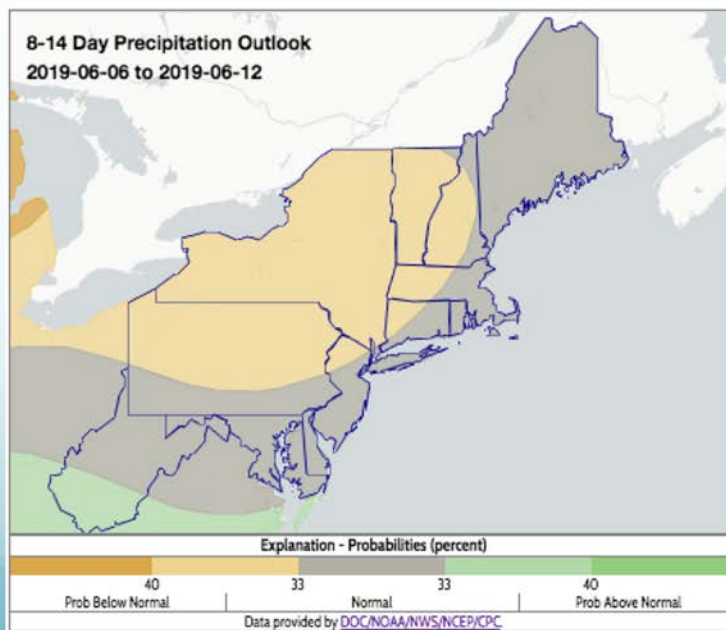 8-14 Day Precipitation Outlook
2019-06-06 to 2019-06-12
Explanation - Probabilities (percent)
40 33 33 40
Prob Below Normal Normal Prob Above Normal
Data provided by DOC/NOAA/NWS/NCEP/CPC.